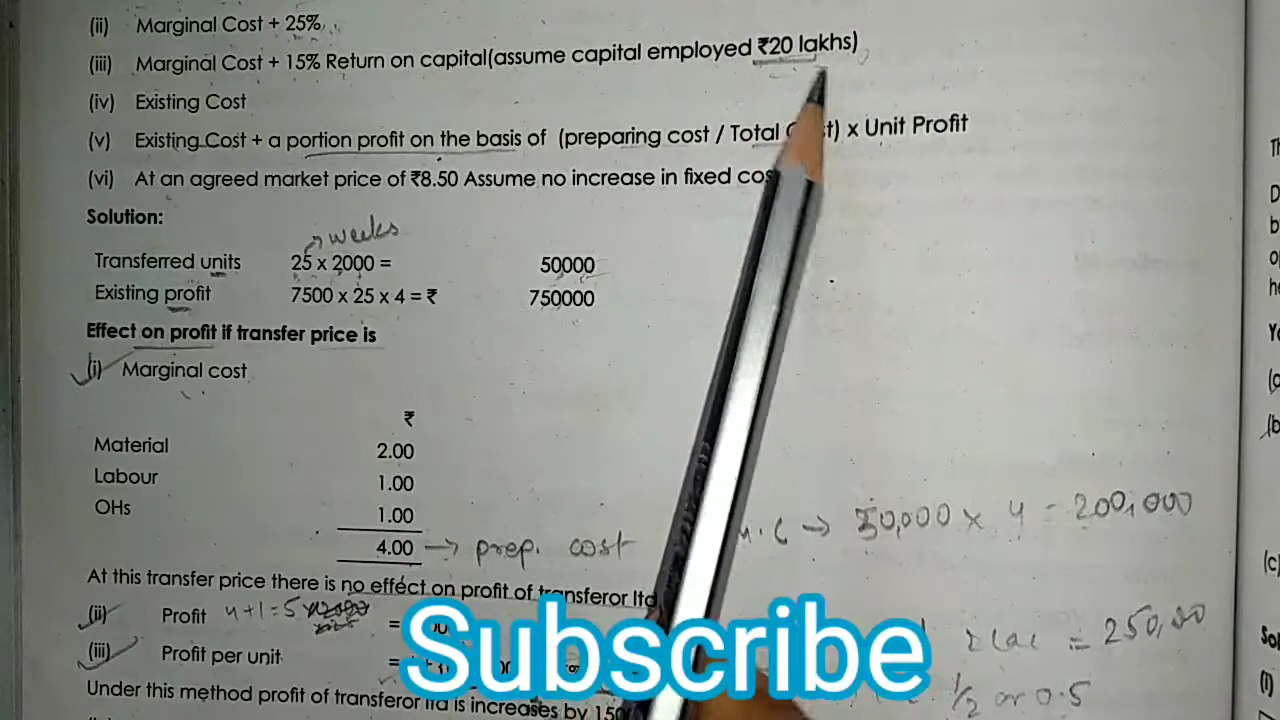 (ii) Marginal Cost + 25%
(iii) Marginal Cost + 15% Return on capital(assume capital employed ₹20 lakhs)
(iv) Existing Cost
(v) Existing Cost + a portion profit on the basis of (preparing cost / Total t) x Unit Profit
(vi) At an agreed market price of ₹8.50 Assume no increase in fixed cos
Solution:
→ weeks
Transferred units 25 x 2000 = 50000
Existing profit 7500 x 25 x 4 = ₹ 750000
Effect on profit if transfer price is
(i) Marginal cost
₹
Material 2.00
Labour 1.00
OHs 1.00
4.00 → prep. cost
→ 50,000 x 4 = 200,000
At this transfer price there is no effect on profit of transferor ltd
(ii) Profit 4+1=5 =
= 250,00
(iii) Profit per unit =
1/2 or 0.5
Under this method profit of transferor ltd is increases by
Subscribe